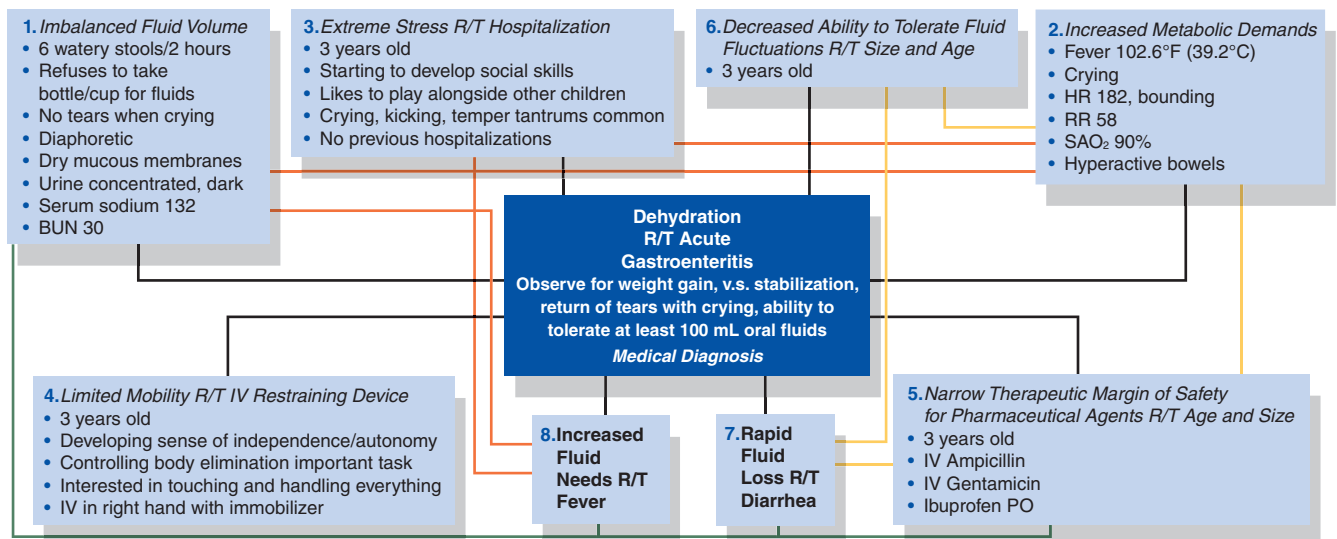 1. Imbalanced Fluid Volume
• 6 watery stools/2 hours
• Refuses to take
bottle/cup for fluids
• No tears when crying
• Diaphoretic
• Dry mucous membranes
• Urine concentrated, dark
• Serum sodium 132
• BUN 30
3. Extreme Stress R/T Hospitalization
• 3 years old
• Starting to develop social skills
• Likes to play alongside other children
• Crying, kicking, temper tantrums common
• No previous hospitalizations
6. Decreased Ability to Tolerate Fluid
Fluctuations R/T Size and Age
• 3 years old
2. Increased Metabolic Demands
• Fever 102.6°F (39.2°C)
• Crying
• HR 182, bounding
• RR 58
• SAO₂ 90%
• Hyperactive bowels
Dehydration
R/T Acute
Gastroenteritis
Observe for weight gain, v.s. stabilization,
return of tears with crying, ability to
tolerate at least 100 mL oral fluids
Medical Diagnosis
4. Limited Mobility R/T IV Restraining Device
• 3 years old
• Developing sense of independence/autonomy
• Controlling body elimination important task
• Interested in touching and handling everything
• IV in right hand with immobilizer
8. Increased
Fluid
Needs R/T
Fever
7. Rapid
Fluid
Loss R/T
Diarrhea
5. Narrow Therapeutic Margin of Safety
for Pharmaceutical Agents R/T Age and Size
• 3 years old
• IV Ampicillin
• IV Gentamicin
• Ibuprofen PO